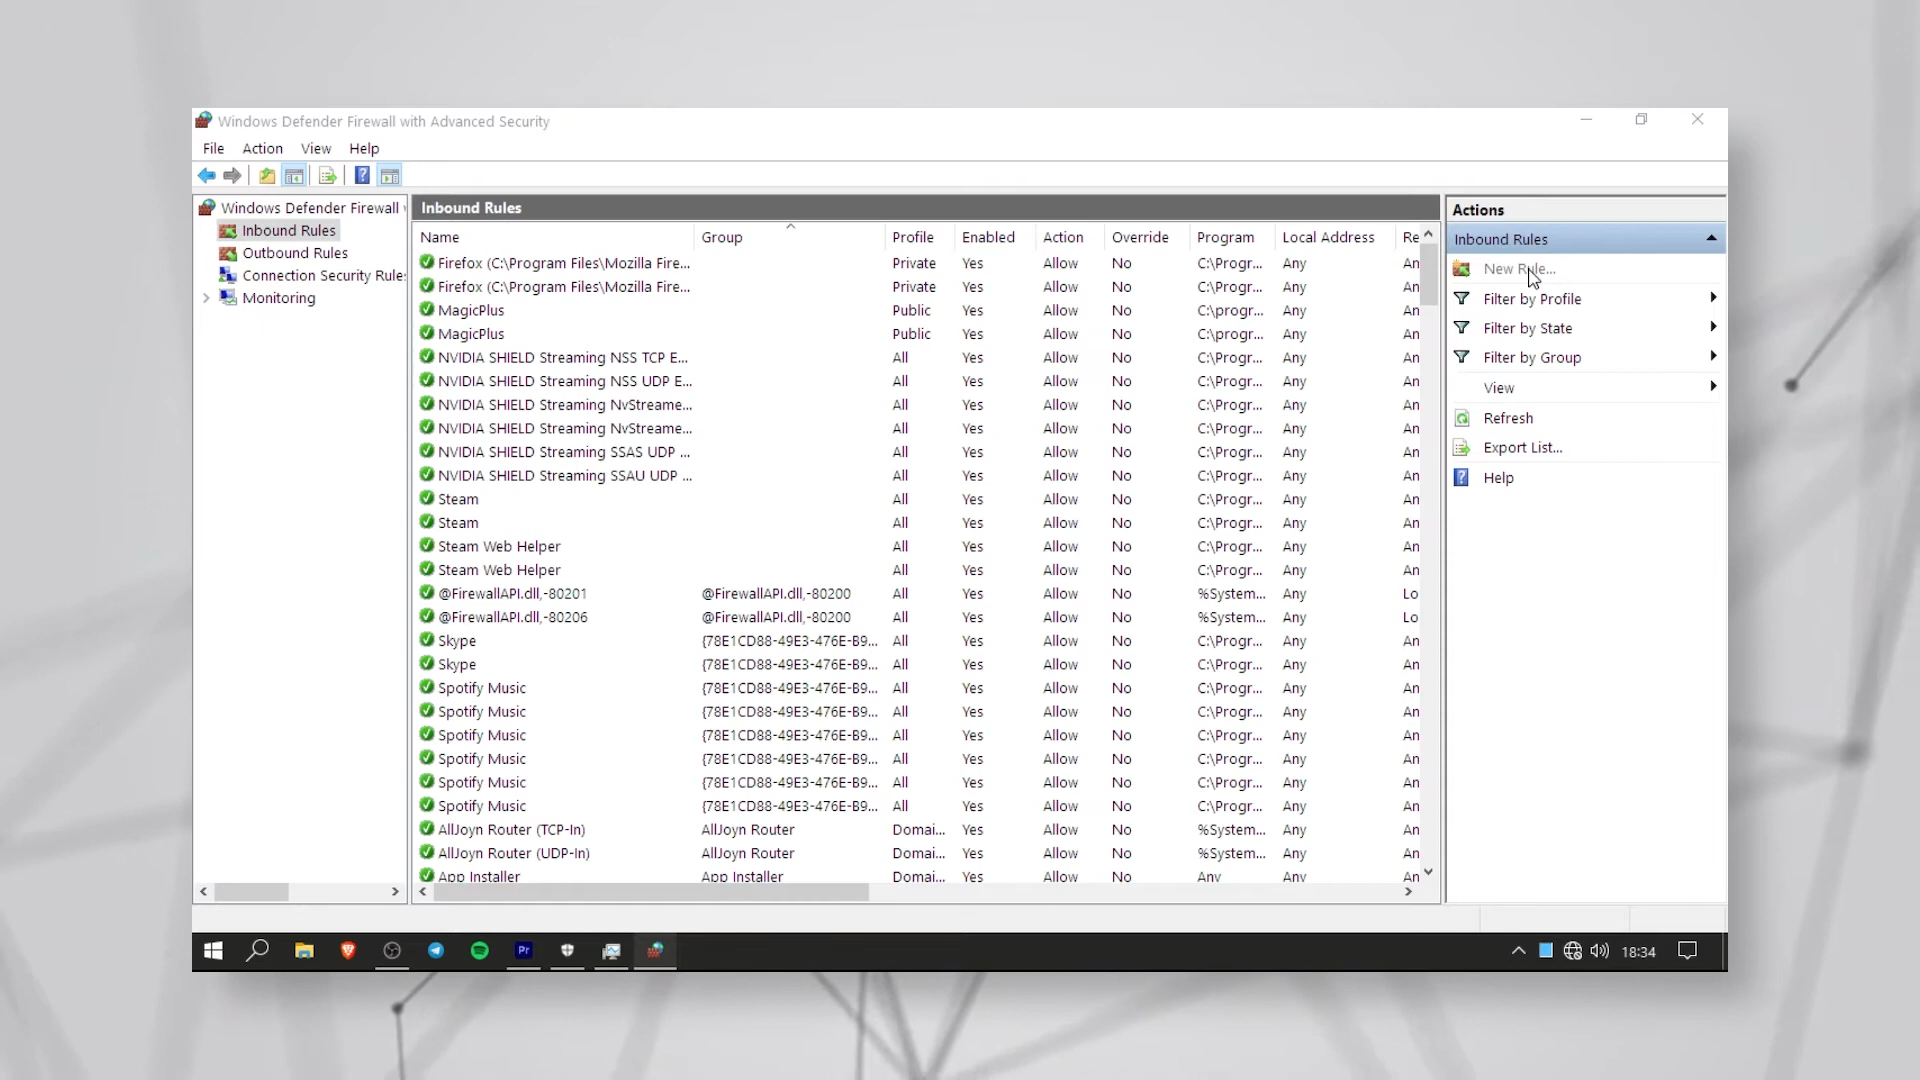 Windows Defender Firewall with Advanced Security
File Action View Help
Windows Defender Firewall
Inbound Rules
Outbound Rules
Connection Security Rule
Monitoring
Inbound Rules
Name Group Profile Enabled Action Override Program Local Address Re
Firefox (C:\Program Files\Mozilla Fire... Private Yes Allow No C:\Progr... Any An
Firefox (C:\Program Files\Mozilla Fire... Private Yes Allow No C:\Progr... Any An
MagicPlus Public Yes Allow No C:\progr... Any An
MagicPlus Public Yes Allow No C:\progr... Any An
NVIDIA SHIELD Streaming NSS TCP E... All Yes Allow No C:\Progr... Any An
NVIDIA SHIELD Streaming NSS UDP E... All Yes Allow No C:\Progr... Any An
NVIDIA SHIELD Streaming NvStreame... All Yes Allow No C:\Progr... Any An
NVIDIA SHIELD Streaming NvStreame... All Yes Allow No C:\Progr... Any An
NVIDIA SHIELD Streaming SSAS UDP ... All Yes Allow No C:\Progr... Any An
NVIDIA SHIELD Streaming SSAU UDP ... All Yes Allow No C:\Progr... Any An
Steam All Yes Allow No C:\Progr... Any An
Steam All Yes Allow No C:\Progr... Any An
Steam Web Helper All Yes Allow No C:\Progr... Any An
Steam Web Helper All Yes Allow No C:\Progr... Any An
@FirewallAPI.dll,-80201 @FirewallAPI.dll,-80200 All Yes Allow No %System... Any Lo
@FirewallAPI.dll,-80206 @FirewallAPI.dll,-80200 All Yes Allow No %System... Any Lo
Skype {78E1CD88-49E3-476E-B9... All Yes Allow No C:\Progr... Any An
Skype {78E1CD88-49E3-476E-B9... All Yes Allow No C:\Progr... Any An
Spotify Music {78E1CD88-49E3-476E-B9... All Yes Allow No C:\Progr... Any An
Spotify Music {78E1CD88-49E3-476E-B9... All Yes Allow No C:\Progr... Any An
Spotify Music {78E1CD88-49E3-476E-B9... All Yes Allow No C:\Progr... Any An
Spotify Music {78E1CD88-49E3-476E-B9... All Yes Allow No C:\Progr... Any An
Spotify Music {78E1CD88-49E3-476E-B9... All Yes Allow No C:\Progr... Any An
Spotify Music {78E1CD88-49E3-476E-B9... All Yes Allow No C:\Progr... Any An
AllJoyn Router (TCP-In) AllJoyn Router Domai... Yes Allow No %System... Any An
AllJoyn Router (UDP-In) AllJoyn Router Domai... Yes Allow No %System... Any An
App Installer App Installer Domai... Yes Allow No Any Any An
Actions
Inbound Rules
New Rule...
Filter by Profile
Filter by State
Filter by Group
View
Refresh
Export List...
Help
Pr
18:34